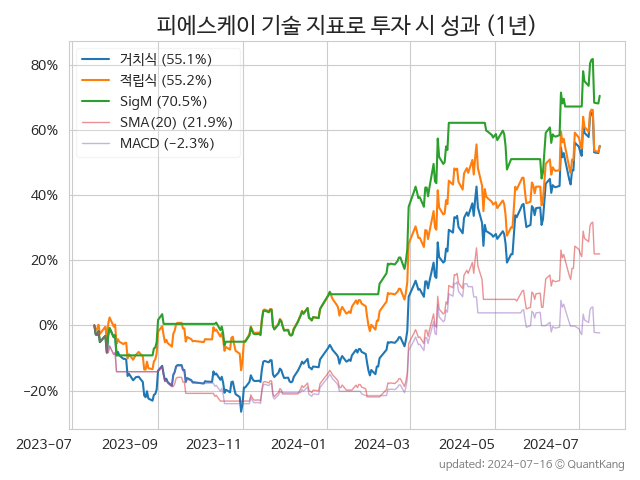 피에스케이 기술 지표로 투자 시 성과 (1년)
거치식 (55.1%)
적립식 (55.2%)
SigM (70.5%)
SMA(20) (21.9%)
MACD (−2.3%)
80%
60%
40%
20%
0%
−20%
2023-07 2023-09 2023-11 2024-01 2024-03 2024-05 2024-07
updated: 2024-07-16 © QuantKang